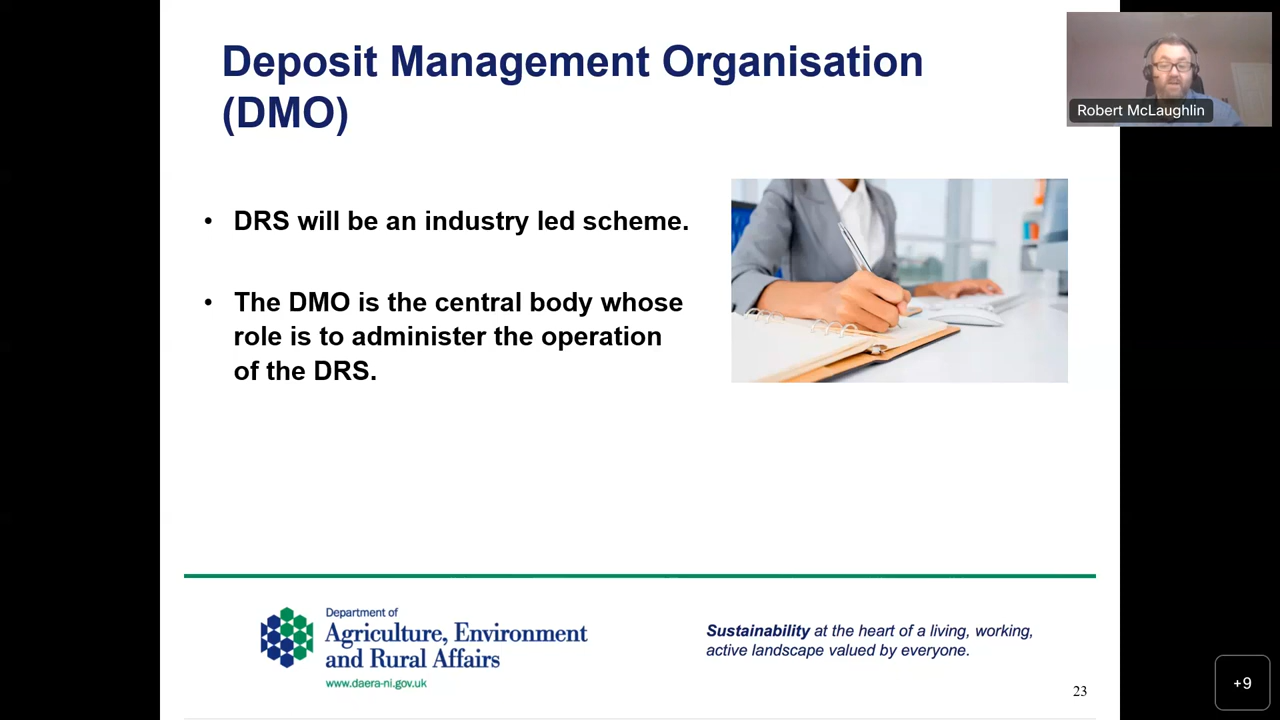 Deposit Management Organisation
(DMO)
Robert McLaughlin
• DRS will be an industry led scheme.
• The DMO is the central body whose
role is to administer the operation
of the DRS.
Department of
Agriculture, Environment
and Rural Affairs
www.daera-ni.gov.uk
Sustainability at the heart of a living, working,
active landscape valued by everyone.
23
+9